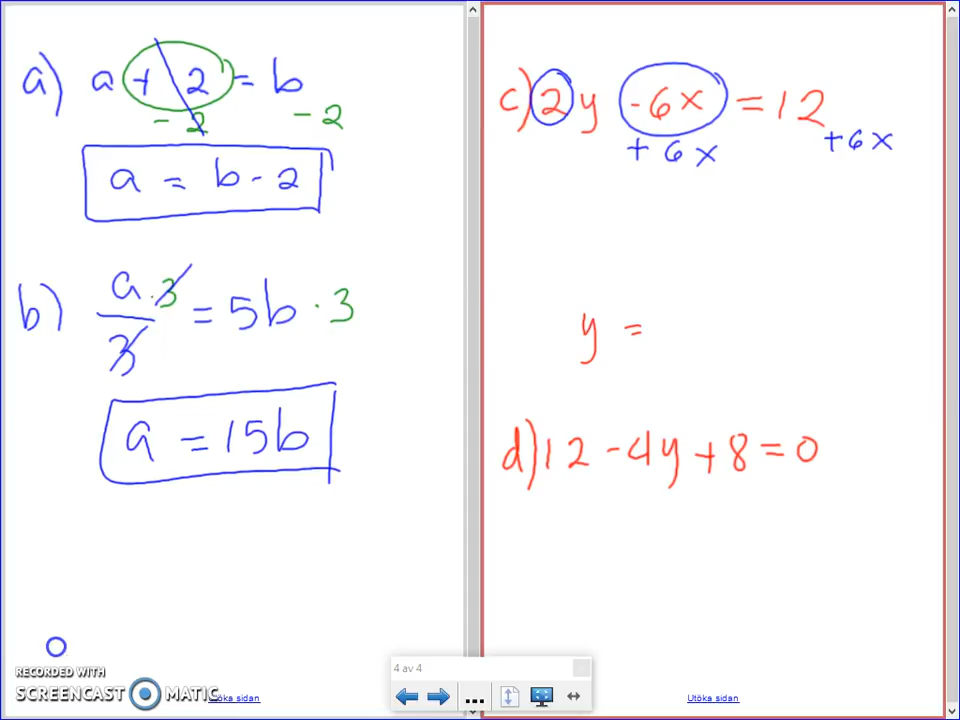 a) a + 2 = b
- 2 - 2
a = b - 2
b) a · 3 / 3 = 5b · 3
a = 15b
c) 2y - 6x = 12
+ 6x + 6x
y =
d) 12 - 4y + 8 = 0
4 av 4
RECORDED WITH
SCREENCAST MATIC
Utöka sidan
Utöka sidan